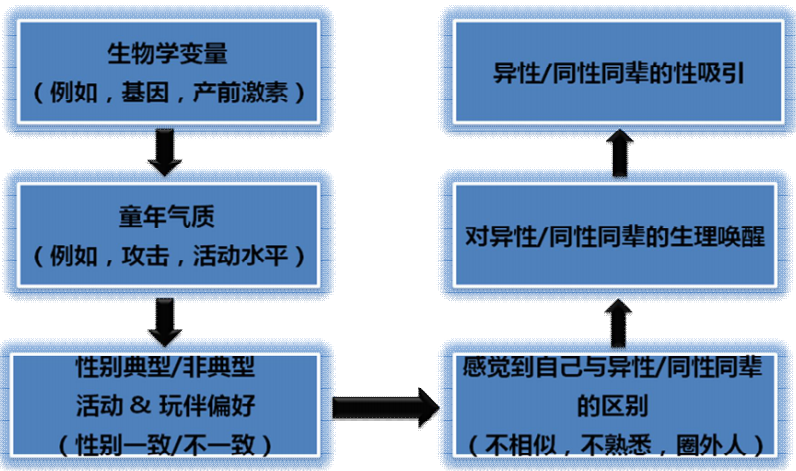 生物学变量
（例如，基因，产前激素）
童年气质
（例如，攻击，活动水平）
性别典型/非典型
活动 & 玩伴偏好
（性别一致/不一致）
感觉到自己与异性/同性同辈
的区别
（不相似，不熟悉，圈外人）
对异性/同性同辈的生理唤醒
异性/同性同辈的性吸引